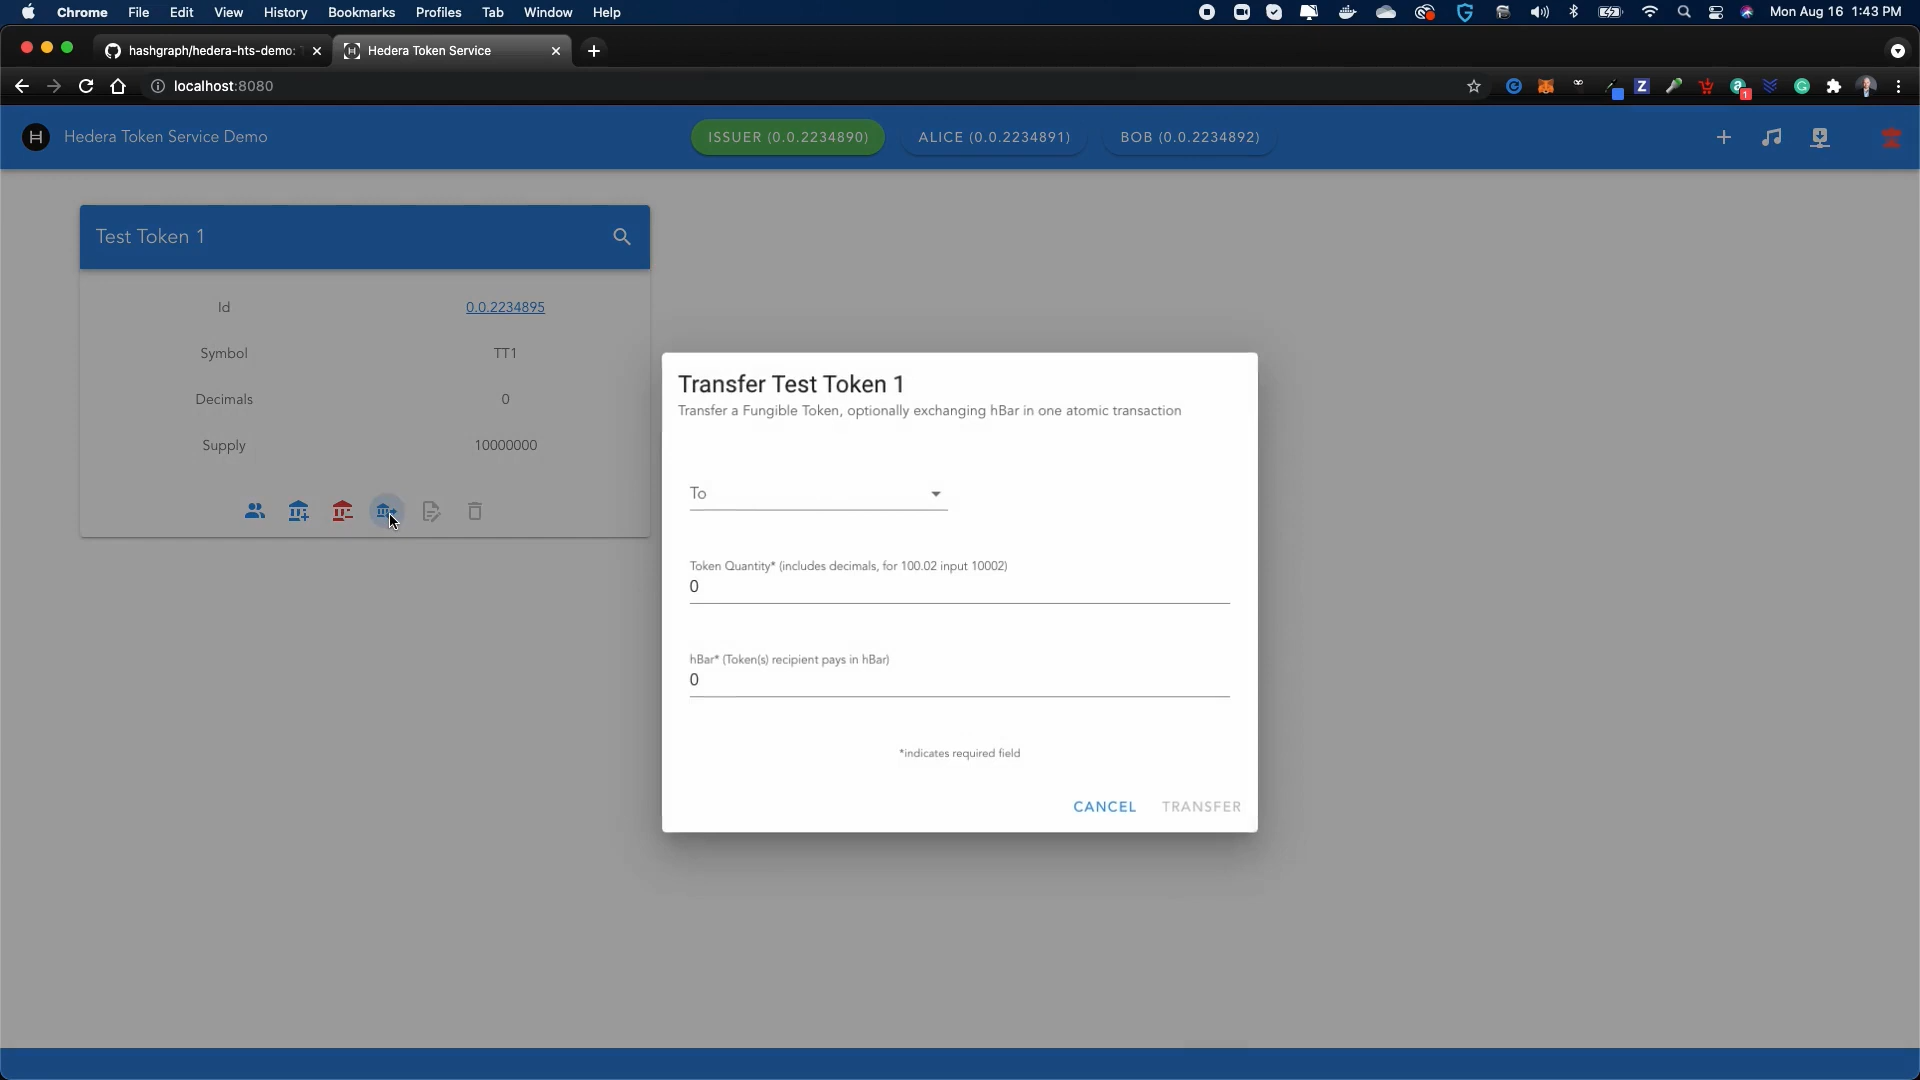 Chrome File Edit View History Bookmarks Profiles Tab Window Help Mon Aug 16 1:43 PM
hashgraph/hedera-hts-demo: Hedera Token Service
localhost:8080
Hedera Token Service Demo ISSUER (0.0.2234890) ALICE (0.0.2234891) BOB (0.0.2234892)
Test Token 1
Id 0.0.2234895
Symbol TT1
Decimals 0
Supply 10000000
Transfer Test Token 1
Transfer a Fungible Token, optionally exchanging hBar in one atomic transaction
To
Token Quantity* (includes decimals, for 100.02 input 10002)
0
hBar* (Token(s) recipient pays in hBar)
0
*indicates required field
CANCEL TRANSFER